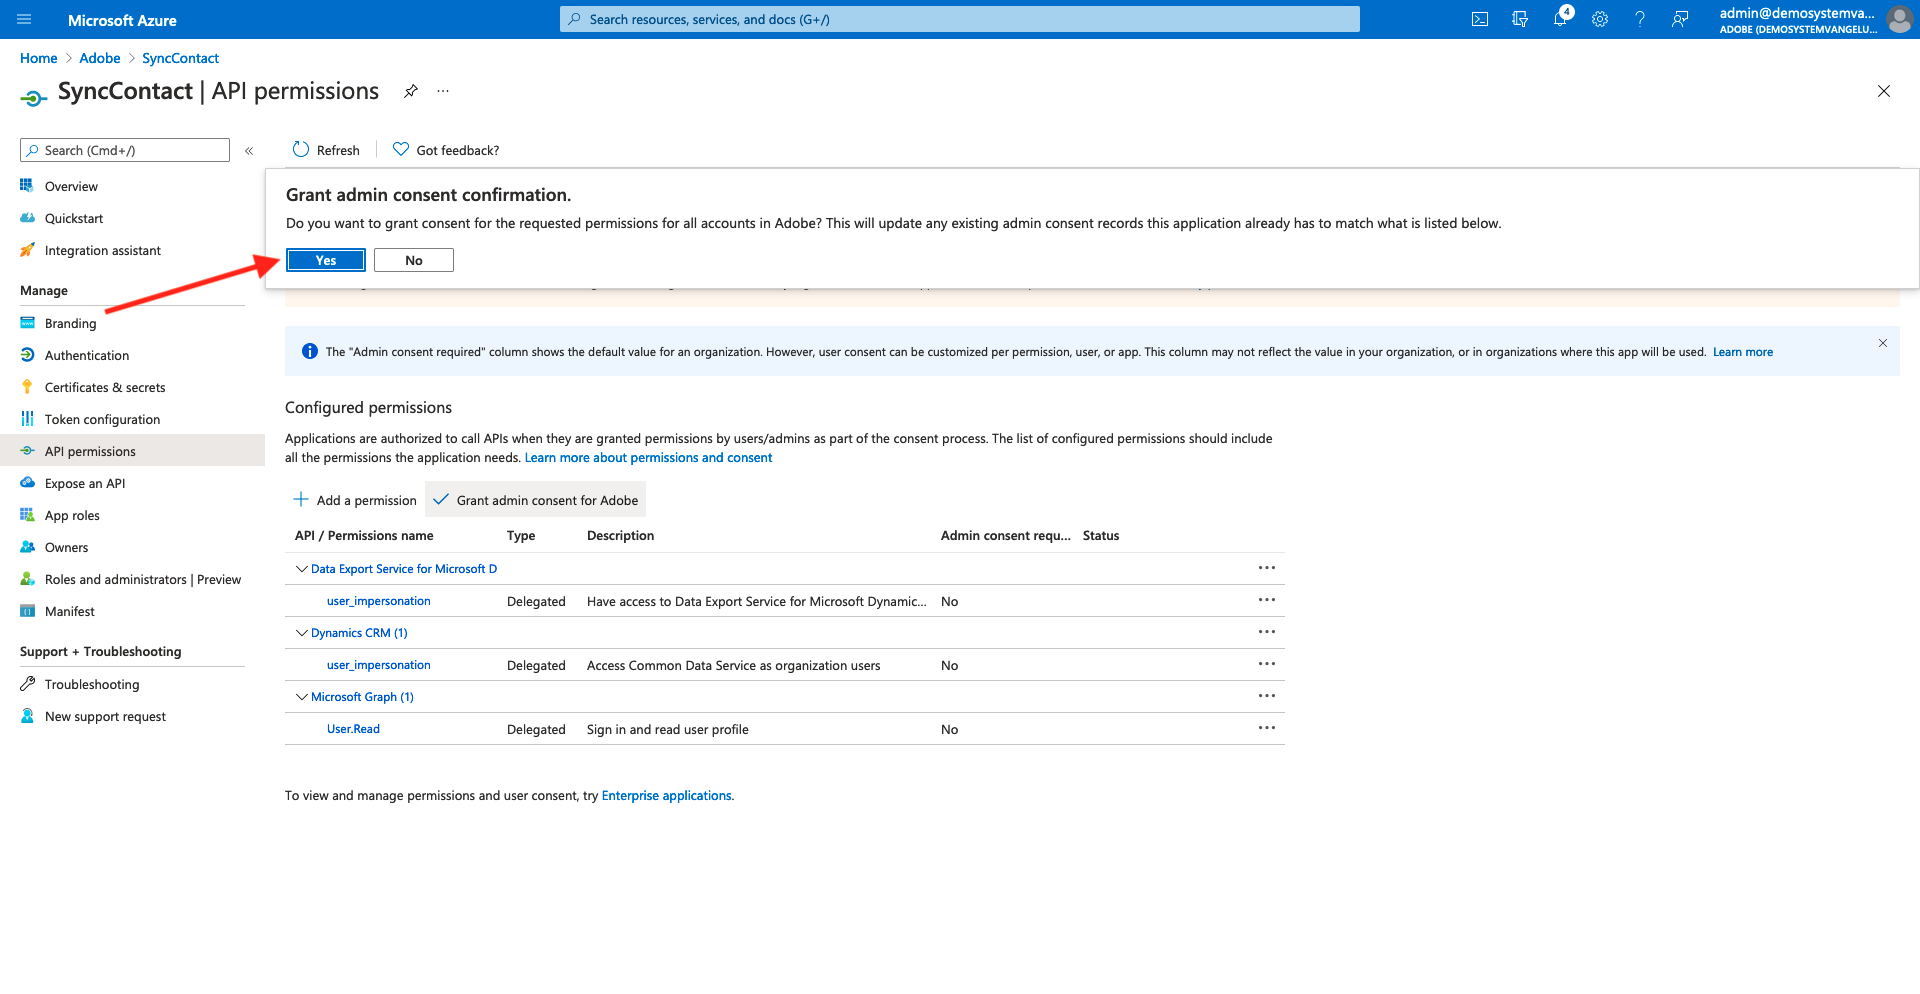 Microsoft Azure
Search resources, services, and docs (G+/)
4
admin@demosystemva...
ADOBE (DEMOSYSTEMVANGELU...
Home > Adobe > SyncContact
SyncContact | API permissions
Search (Cmd+/)
Refresh
Got feedback?
Overview
Quickstart
Integration assistant
Manage
Branding
Authentication
Certificates & secrets
Token configuration
API permissions
Expose an API
App roles
Owners
Roles and administrators | Preview
Manifest
Support + Troubleshooting
Troubleshooting
New support request
Grant admin consent confirmation.
Do you want to grant consent for the requested permissions for all accounts in Adobe? This will update any existing admin consent records this application already has to match what is listed below.
Yes No
The "Admin consent required" column shows the default value for an organization. However, user consent can be customized per permission, user, or app. This column may not reflect the value in your organization, or in organizations where this app will be used. Learn more
Configured permissions
Applications are authorized to call APIs when they are granted permissions by users/admins as part of the consent process. The list of configured permissions should include
all the permissions the application needs. Learn more about permissions and consent
Add a permission Grant admin consent for Adobe
API / Permissions name Type Description Admin consent requ... Status
Data Export Service for Microsoft D
user_impersonation Delegated Have access to Data Export Service for Microsoft Dynamic... No
Dynamics CRM (1)
user_impersonation Delegated Access Common Data Service as organization users No
Microsoft Graph (1)
User.Read Delegated Sign in and read user profile No
To view and manage permissions and user consent, try Enterprise applications.